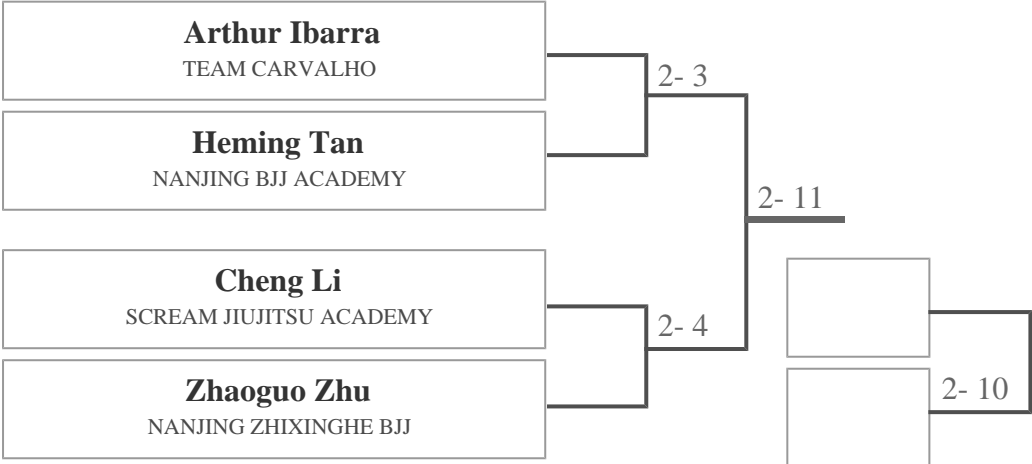 Arthur Ibarra
TEAM CARVALHO
2- 3
Heming Tan
NANJING BJJ ACADEMY
2- 11
Cheng Li
SCREAM JIUJITSU ACADEMY
2- 4
Zhaoguo Zhu
NANJING ZHIXINGHE BJJ
2- 10